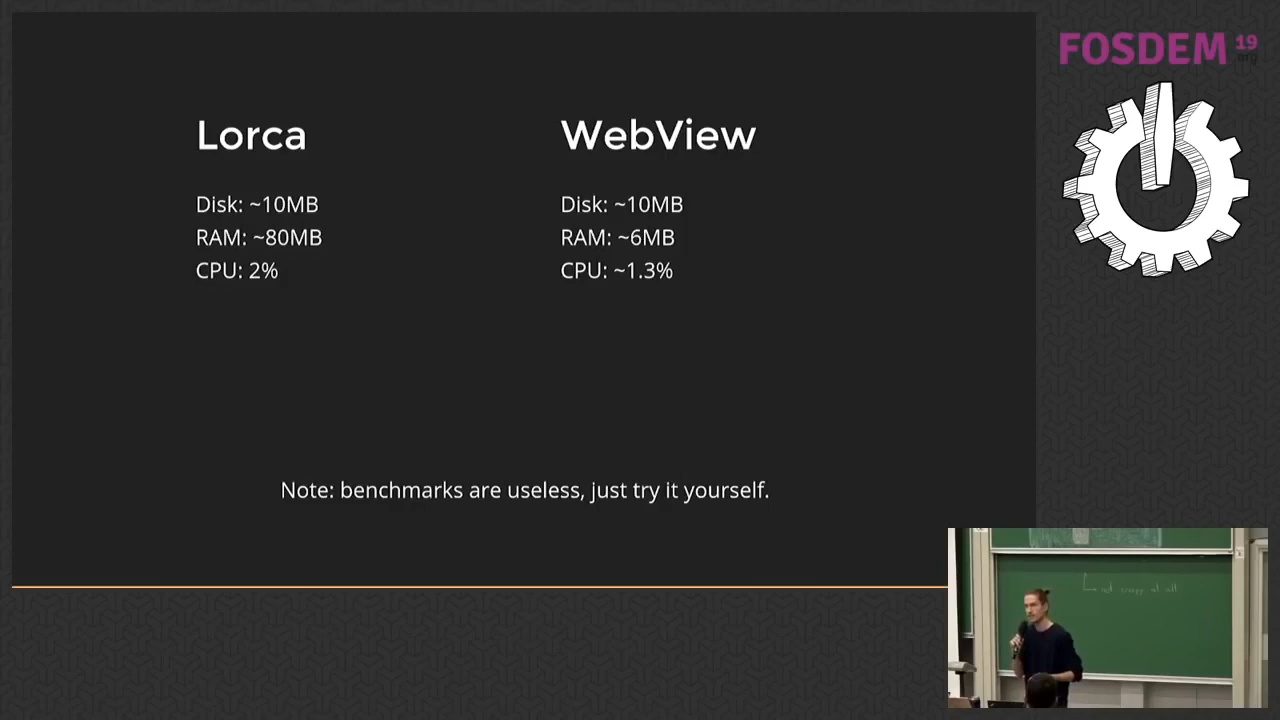 FOSDEM 19
.org
Lorca
Disk: ~10MB
RAM: ~80MB
CPU: 2%
WebView
Disk: ~10MB
RAM: ~6MB
CPU: ~1.3%
Note: benchmarks are useless, just try it yourself.